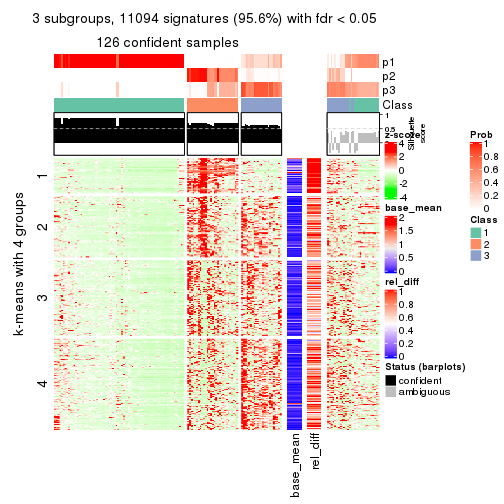 3 subgroups, 11094 signatures (95.6%) with fdr < 0.05
126 confident samples
p1
p2
p3
Class
1
0.5
0
Silhouette
score
k-means with 4 groups
1
2
3
4
base_mean
rel_diff
z-score
4
2
0
-2
-4
base_mean
2
1.5
1
0.5
0
rel_diff
1
0.8
0.6
0.4
0.2
0
Status (barplots)
confident
ambiguous
Prob
1
0.8
0.6
0.4
0.2
0
Class
1
2
3